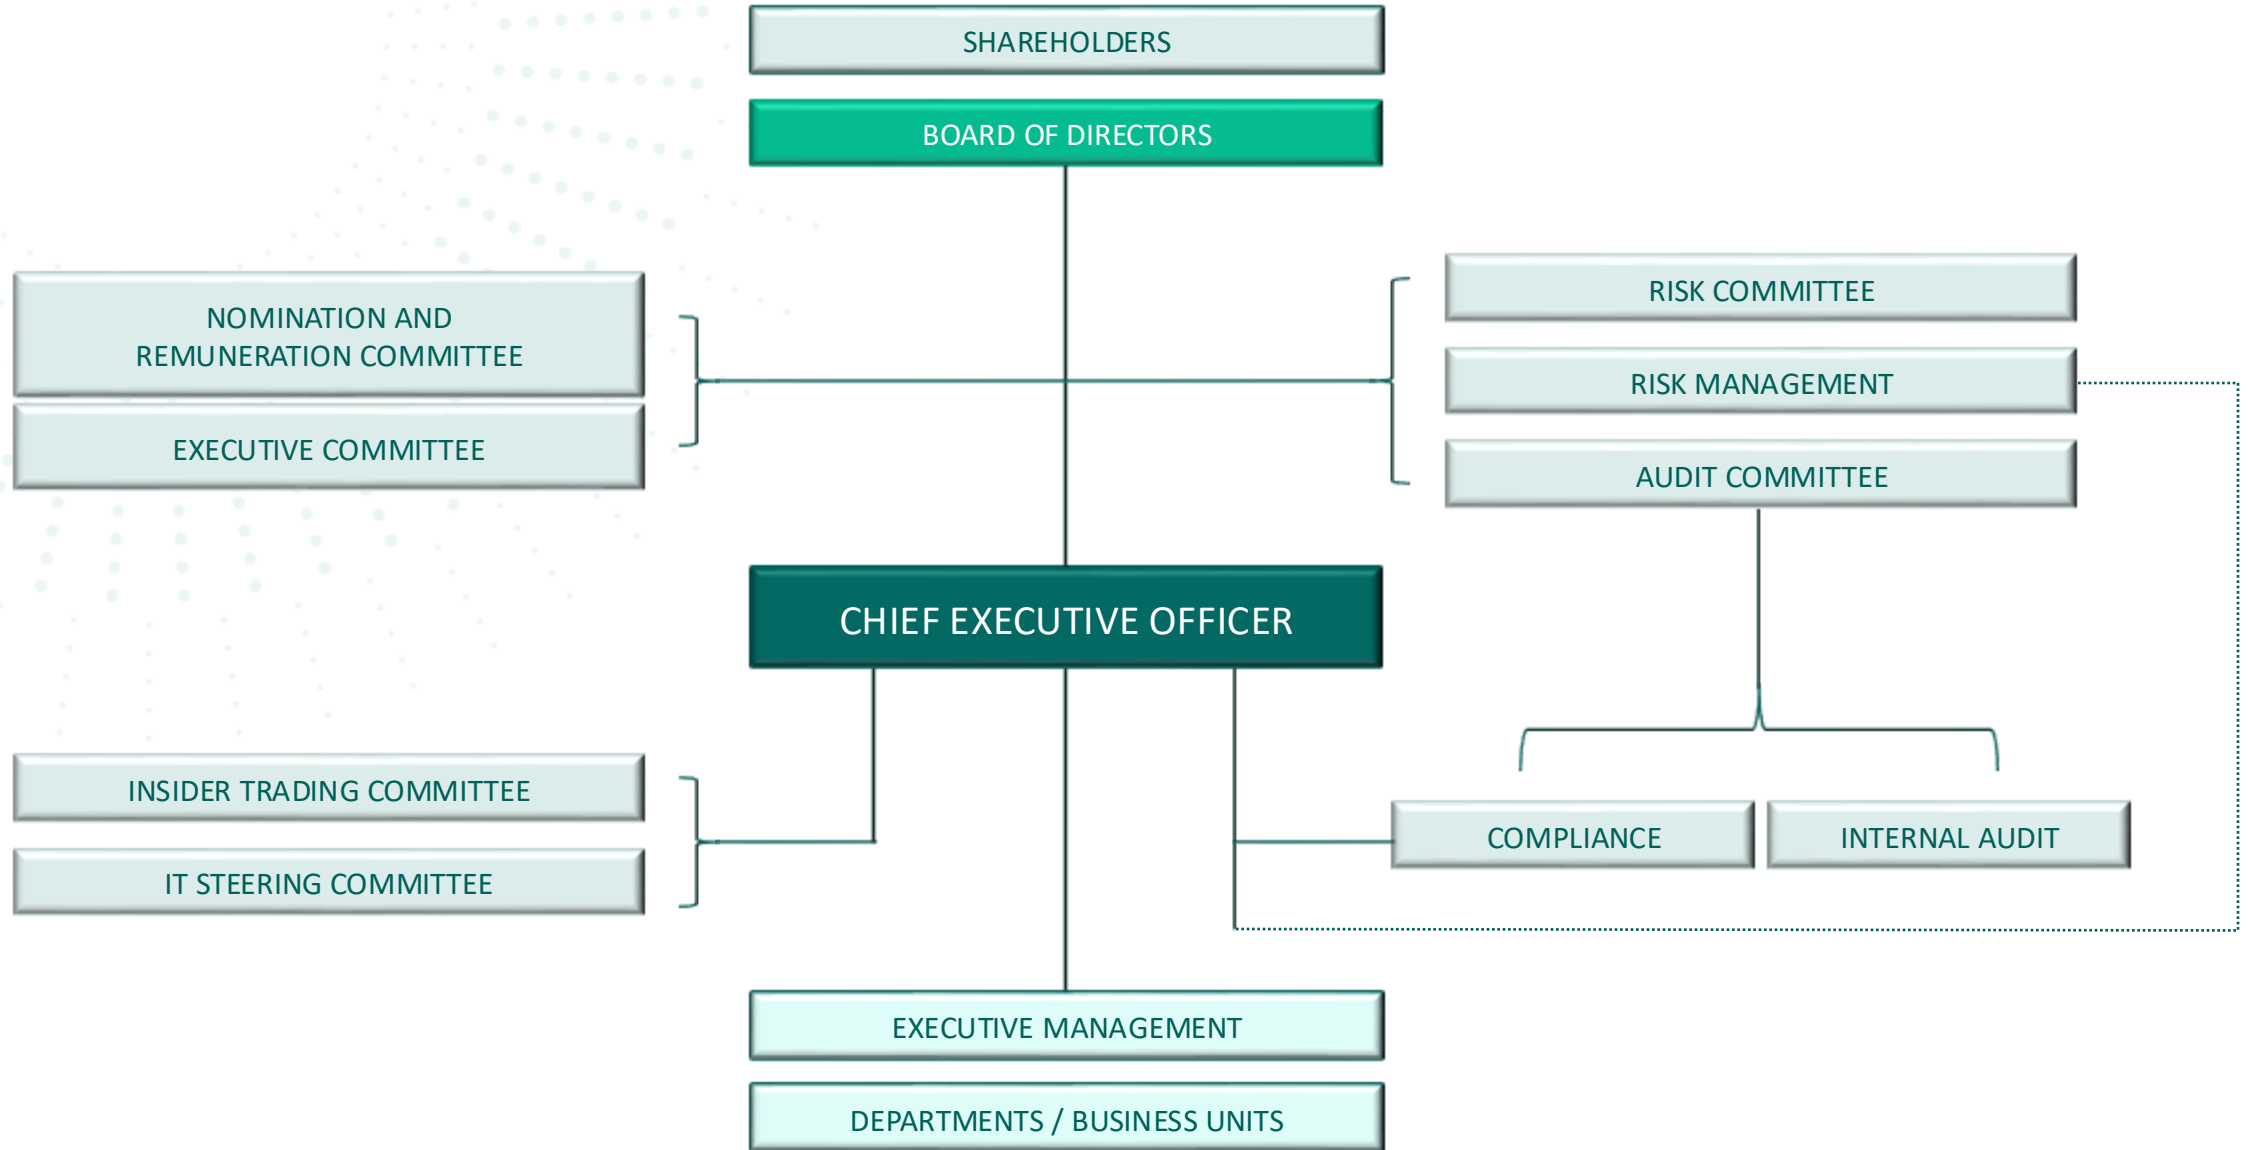 SHAREHOLDERS
BOARD OF DIRECTORS
NOMINATION AND
REMUNERATION COMMITTEE
EXECUTIVE COMMITTEE
RISK COMMITTEE
RISK MANAGEMENT
AUDIT COMMITTEE
CHIEF EXECUTIVE OFFICER
INSIDER TRADING COMMITTEE
IT STEERING COMMITTEE
COMPLIANCE
INTERNAL AUDIT
EXECUTIVE MANAGEMENT
DEPARTMENTS / BUSINESS UNITS